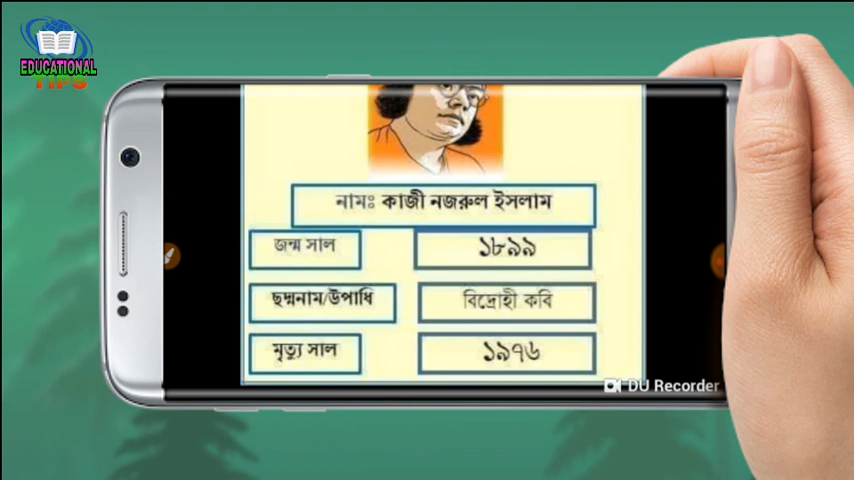 EDUCATIONAL
TIPS
নামঃ কাজী নজরুল ইসলাম
জন্ম সাল
১৮৯৯
ছদ্মনাম/উপাধি
বিদ্রোহী কবি
মৃত্যু সাল
১৯৭৬
DU Recorder